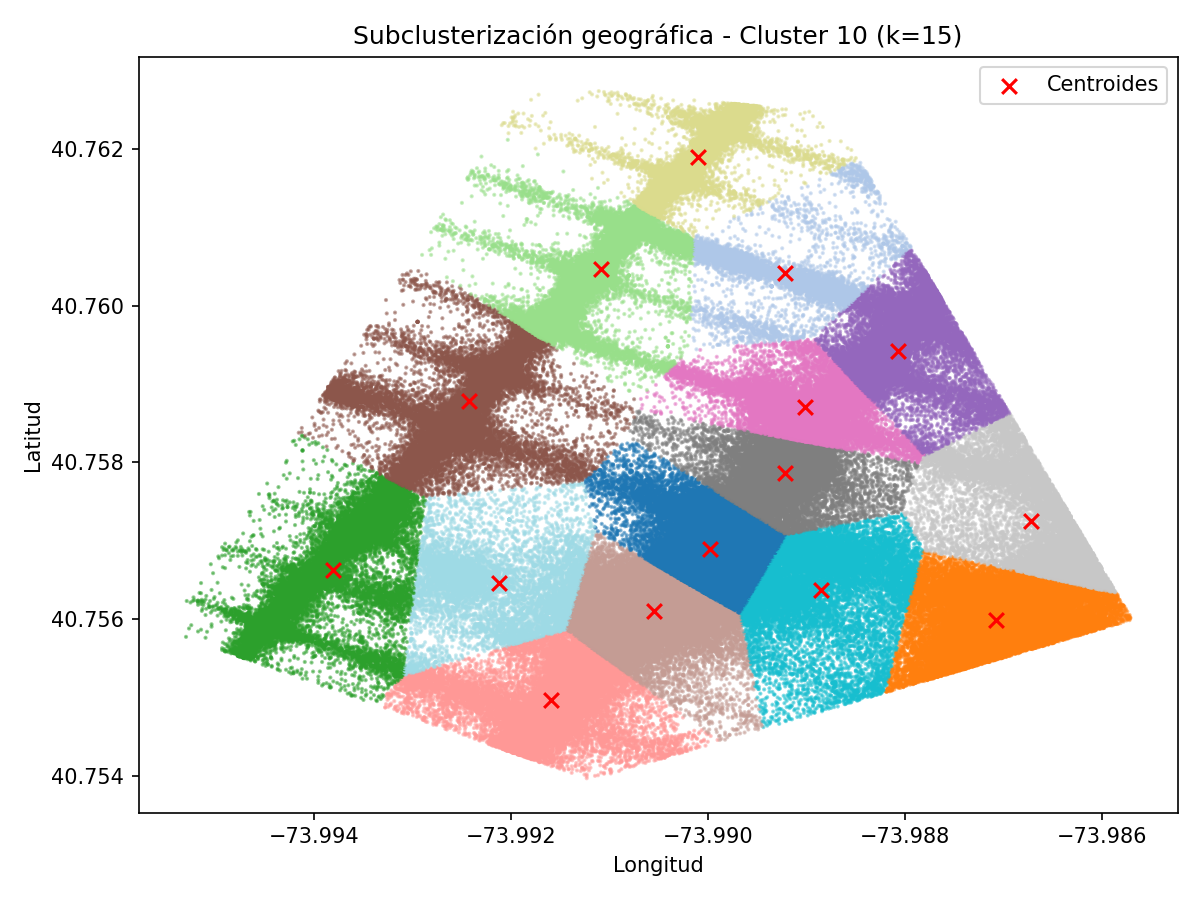 Subclusterización geográfica - Cluster 10 (k=15)
Centroides
40.762
40.760
40.758
40.756
40.754
Latitud
−73.994
−73.992
−73.990
−73.988
−73.986
Longitud